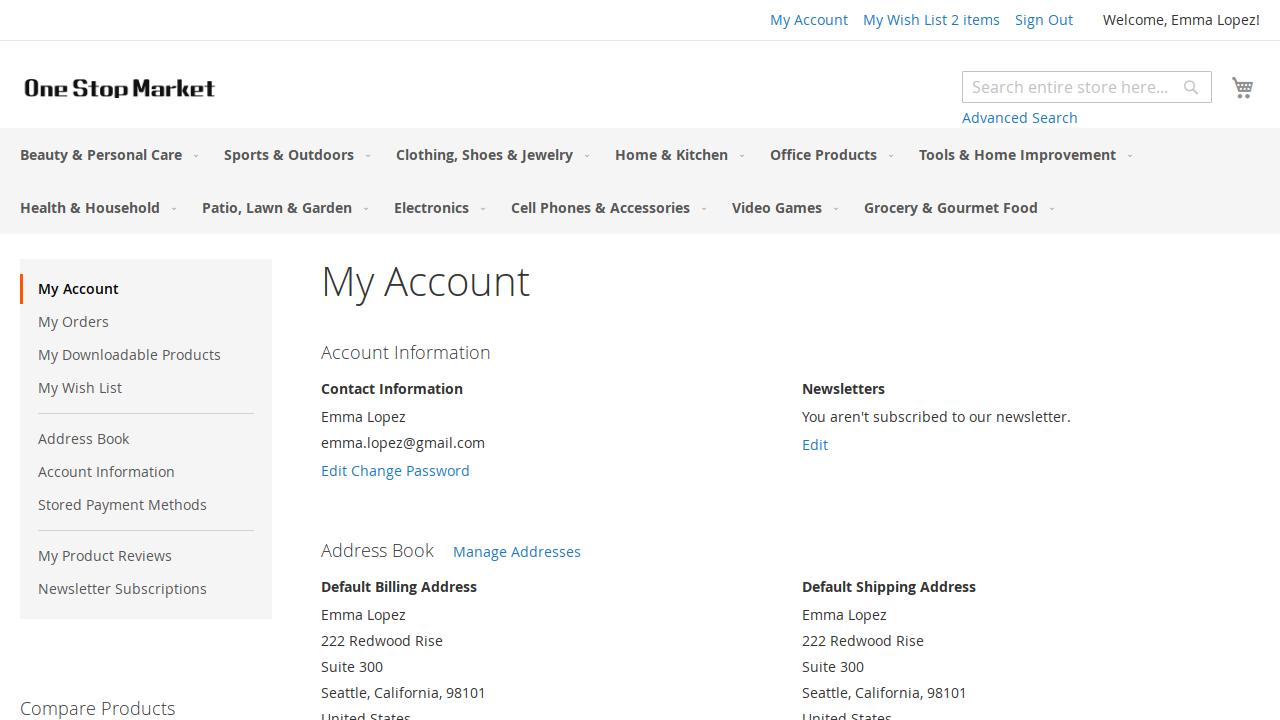 My Account My Wish List 2 items Sign Out Welcome, Emma Lopez!
One Stop Market
Search entire store here...
Advanced Search
Beauty & Personal Care Sports & Outdoors Clothing, Shoes & Jewelry Home & Kitchen Office Products Tools & Home Improvement
Health & Household Patio, Lawn & Garden Electronics Cell Phones & Accessories Video Games Grocery & Gourmet Food
My Account
My Orders
My Downloadable Products
My Wish List
Address Book
Account Information
Stored Payment Methods
My Product Reviews
Newsletter Subscriptions
Compare Products
My Account
Account Information
Contact Information
Emma Lopez
emma.lopez@gmail.com
Edit Change Password
Newsletters
You aren't subscribed to our newsletter.
Edit
Address Book Manage Addresses
Default Billing Address
Emma Lopez
222 Redwood Rise
Suite 300
Seattle, California, 98101
United States
Default Shipping Address
Emma Lopez
222 Redwood Rise
Suite 300
Seattle, California, 98101
United States